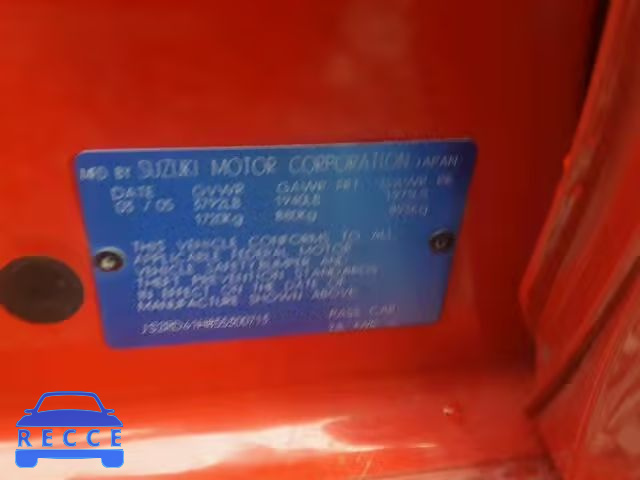 MFD BY SUZUKI MOTOR CORPORATION JAPAN
DATE GVWR GAWR FRT GAWR RR
05 / 05 3792LB 1940LB 1973LB
1720Kg 880Kg 895Kg
THIS VEHICLE CONFORMS TO ALL
APPLICABLE FEDERAL MOTOR
VEHICLE SAFETY BUMPER AND
THEFT PREVENTION STANDARDS
IN EFFECT ON THE DATE OF
MANUFACTURE SHOWN ABOVE
PASS CAR
RECCE